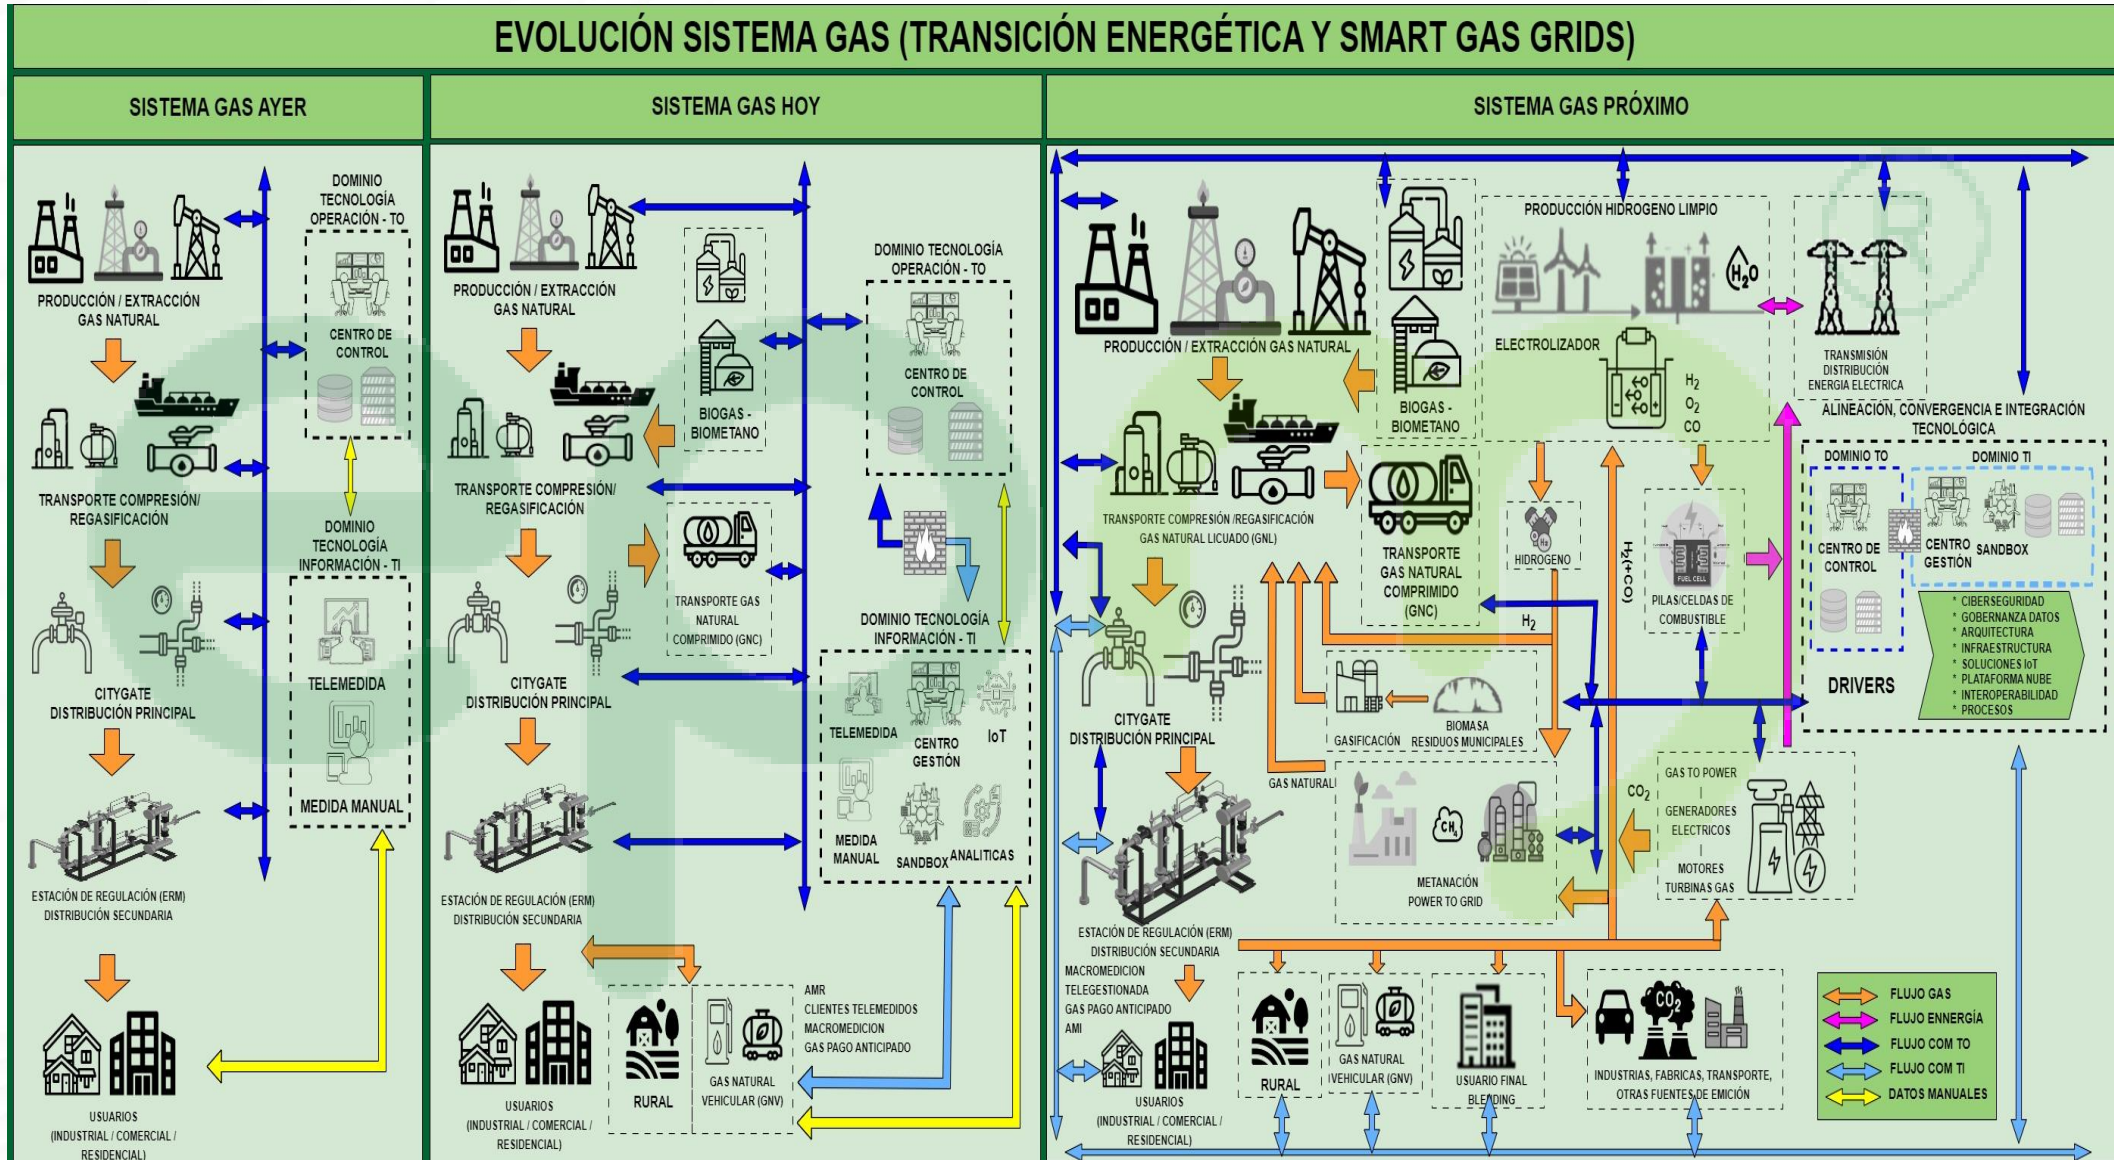 EVOLUCIÓN SISTEMA GAS (TRANSICIÓN ENERGÉTICA Y SMART GAS GRIDS)
SISTEMA GAS AYER
DOMINIO
TECNOLOGÍA
OPERACIÓN - TO
PRODUCCIÓN / EXTRACCIÓN
GAS NATURAL
CENTRO DE
CONTROL
TRANSPORTE COMPRESIÓN/
REGASIFICACIÓN
DOMINIO
TECNOLOGÍA
INFORMACIÓN - TI
TELEMEDIDA
CITYGATE
DISTRIBUCIÓN PRINCIPAL
MEDIDA MANUAL
ESTACIÓN DE REGULACIÓN (ERM)
DISTRIBUCIÓN SECUNDARIA
USUARIOS
(INDUSTRIAL / COMERCIAL /
RESIDENCIAL)
SISTEMA GAS HOY
PRODUCCIÓN / EXTRACCIÓN
GAS NATURAL
DOMINIO TECNOLOGÍA
OPERACIÓN - TO
CENTRO DE
CONTROL
BIOGAS -
BIOMETANO
TRANSPORTE COMPRESIÓN/
REGASIFICACIÓN
TRANSPORTE GAS
NATURAL
COMPRIMIDO (GNC)
DOMINIO TECNOLOGÍA
INFORMACIÓN - TI
CITYGATE
DISTRIBUCIÓN PRINCIPAL
TELEMEDIDA
CENTRO
GESTIÓN
IoT
MEDIDA
MANUAL
SANDBOX
ANALITICAS
ESTACIÓN DE REGULACIÓN (ERM)
DISTRIBUCIÓN SECUNDARIA
AMR
CLIENTES TELEMEDIDOS
MACROMEDICION
GAS PAGO ANTICIPADO
USUARIOS
(INDUSTRIAL / COMERCIAL /
RESIDENCIAL)
RURAL
GAS NATURAL
VEHICULAR (GNV)
SISTEMA GAS PRÓXIMO
PRODUCCIÓN / EXTRACCIÓN GAS NATURAL
BIOGAS -
BIOMETANO
PRODUCCIÓN HIDROGENO LIMPIO
H2O
ELECTROLIZADOR
H2
O2
CO
TRANSMISIÓN
DISTRIBUCIÓN
ENERGIA ELECTRICA
R
TRANSPORTE COMPRESIÓN /REGASIFICACIÓN
GAS NATURAL LICUADO (GNL)
TRANSPORTE
GAS NATURAL
COMPRIMIDO
(GNC)
H2
HIDROGENO
H2
H2(+CO)
FUEL CELL
PILAS/CELDAS DE
COMBUSTIBLE
ALINEACIÓN, CONVERGENCIA E INTEGRACIÓN
TECNOLÓGICA
DOMINIO TO
DOMINIO TI
CENTRO DE
CONTROL
CENTRO
GESTIÓN
SANDBOX
DRIVERS
* CIBERSEGURIDAD
* GOBERNANZA DATOS
* ARQUITECTURA
* INFRAESTRUCTURA
* SOLUCIONES IoT
* PLATAFORMA NUBE
* INTEROPERABILIDAD
* PROCESOS
CITYGATE
DISTRIBUCIÓN PRINCIPAL
GASIFICACIÓN
BIOMASA
RESIDUOS MUNICIPALES
GAS NATURAL
CH4
METANACIÓN
POWER TO GRID
CO2
GAS TO POWER
GENERADORES
ELECTRICOS
MOTORES
TURBINAS GAS
ESTACIÓN DE REGULACIÓN (ERM)
DISTRIBUCIÓN SECUNDARIA
MACROMEDICION
TELEGESTIONADA
GAS PAGO ANTICIPADO
AMI
USUARIOS
(INDUSTRIAL / COMERCIAL /
RESIDENCIAL)
RURAL
GAS NATURAL
VEHICULAR (GNV)
USUARIO FINAL
BLENDING
CO2
INDUSTRIAS, FABRICAS, TRANSPORTE,
OTRAS FUENTES DE EMICIÓN
FLUJO GAS
FLUJO ENNERGÍA
FLUJO COM TO
FLUJO COM TI
DATOS MANUALES